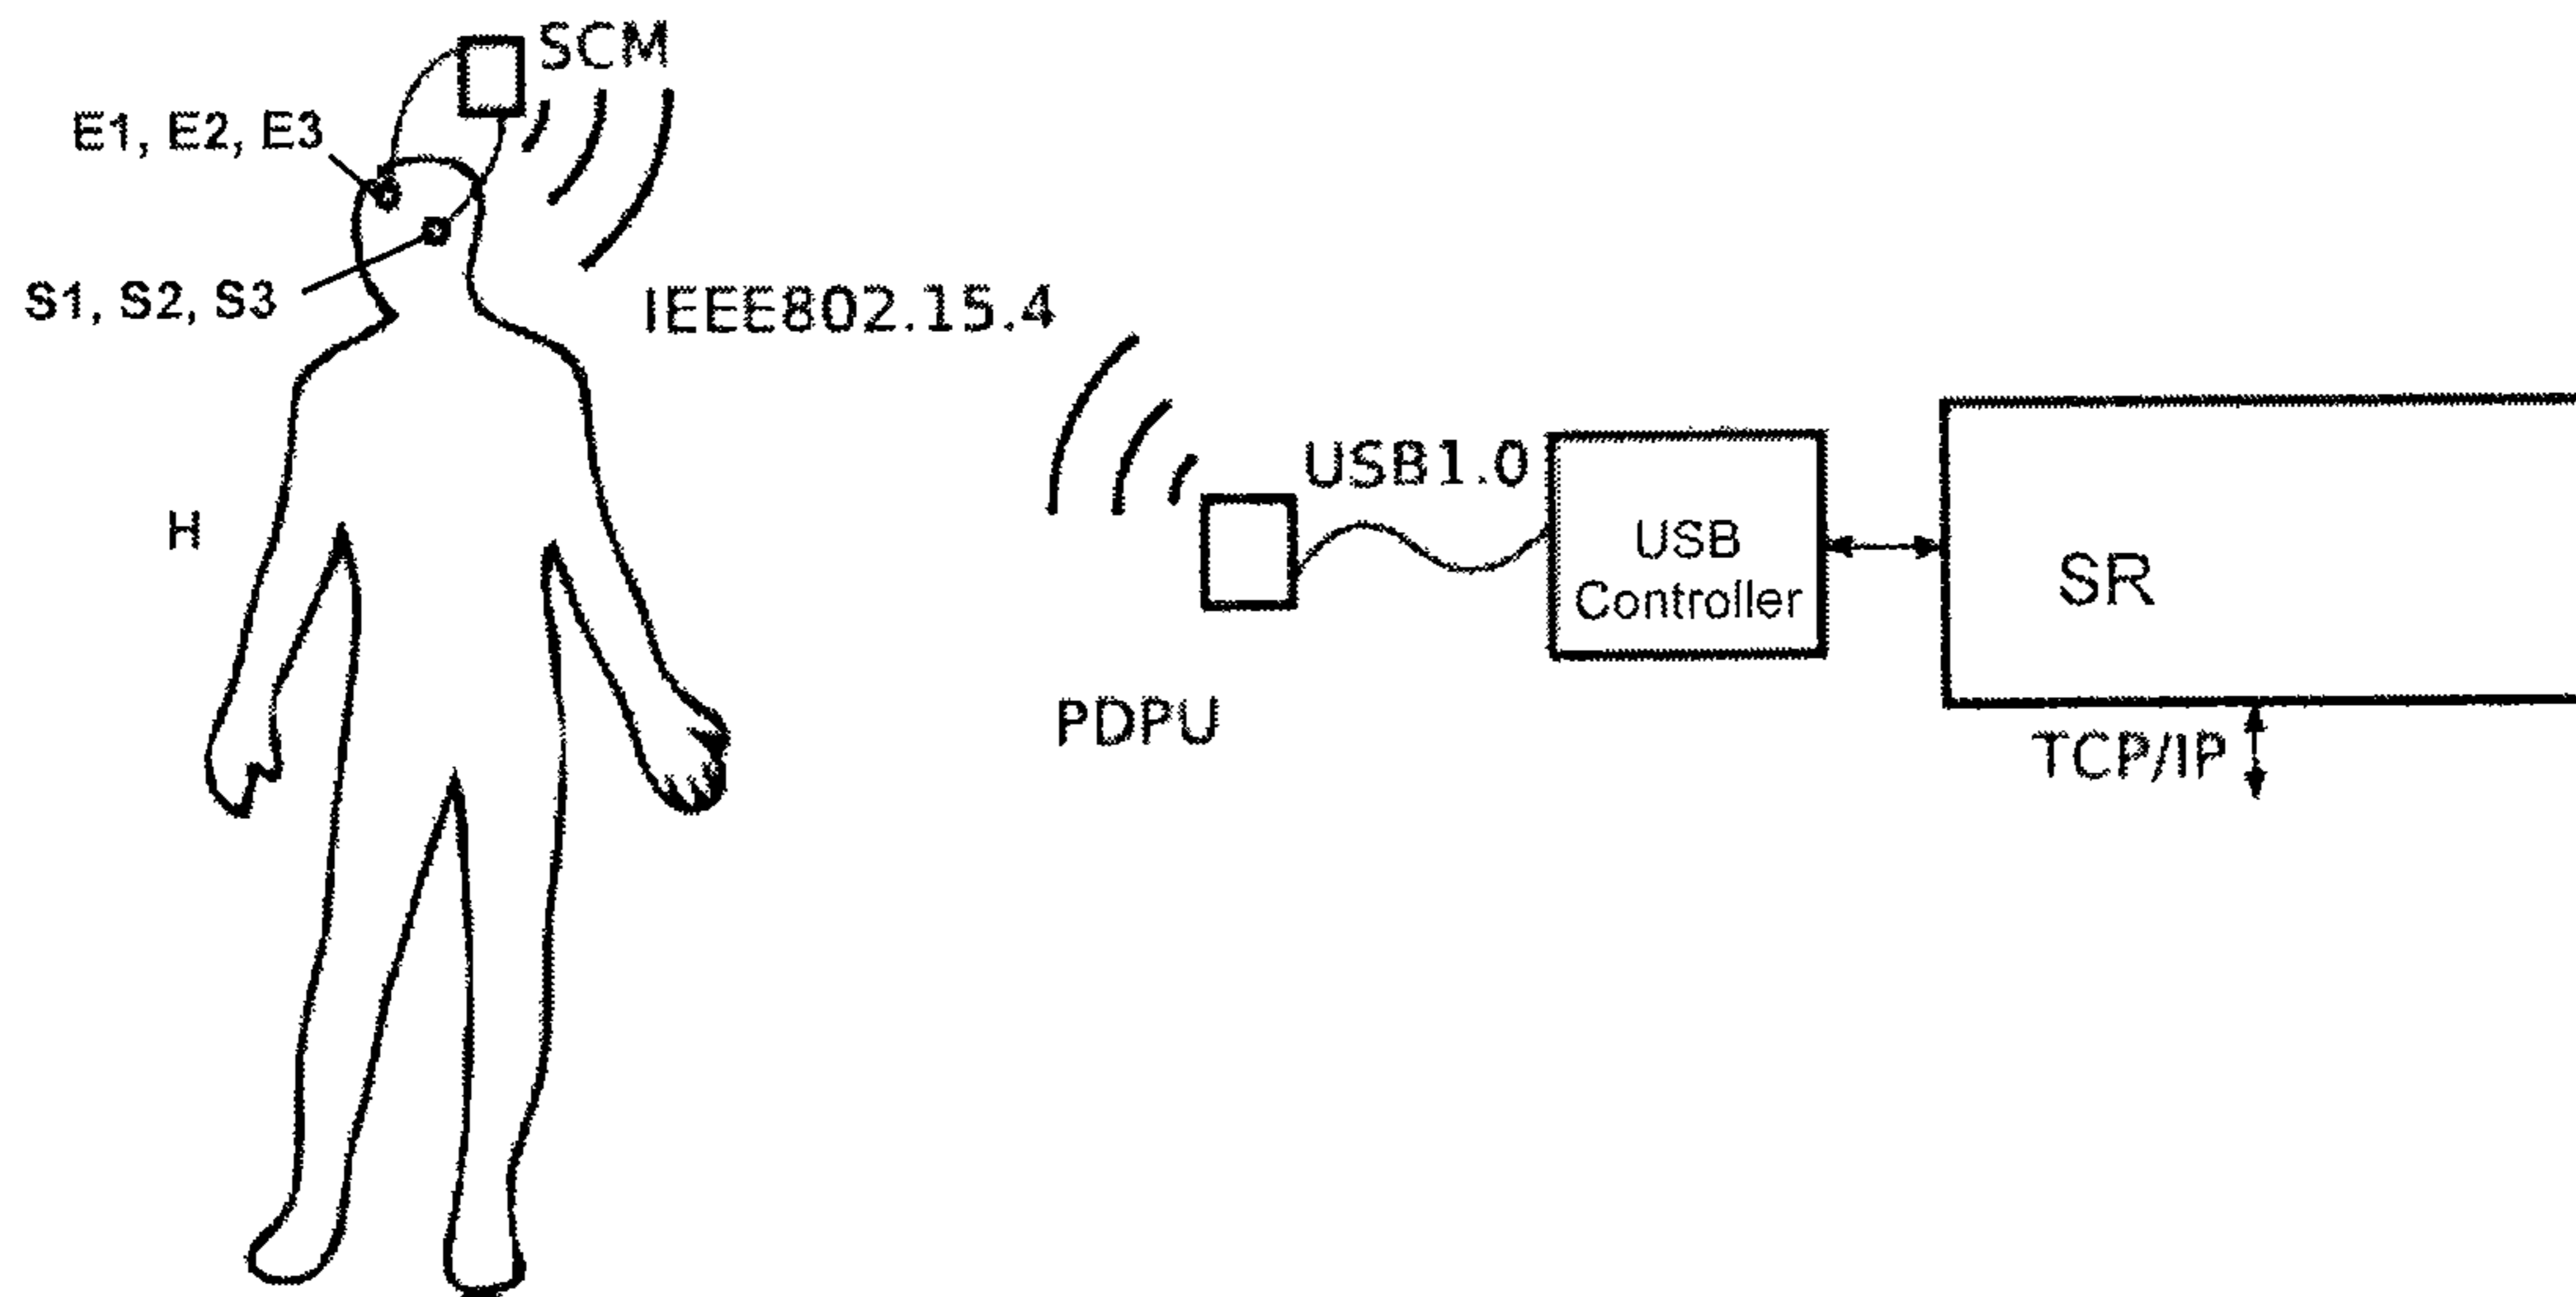 SCM
E1, E2, E3
S1, S2, S3
IEEE802.15.4
H
USB1.0
USB
Controller
SR
PDPU
TCP/IP